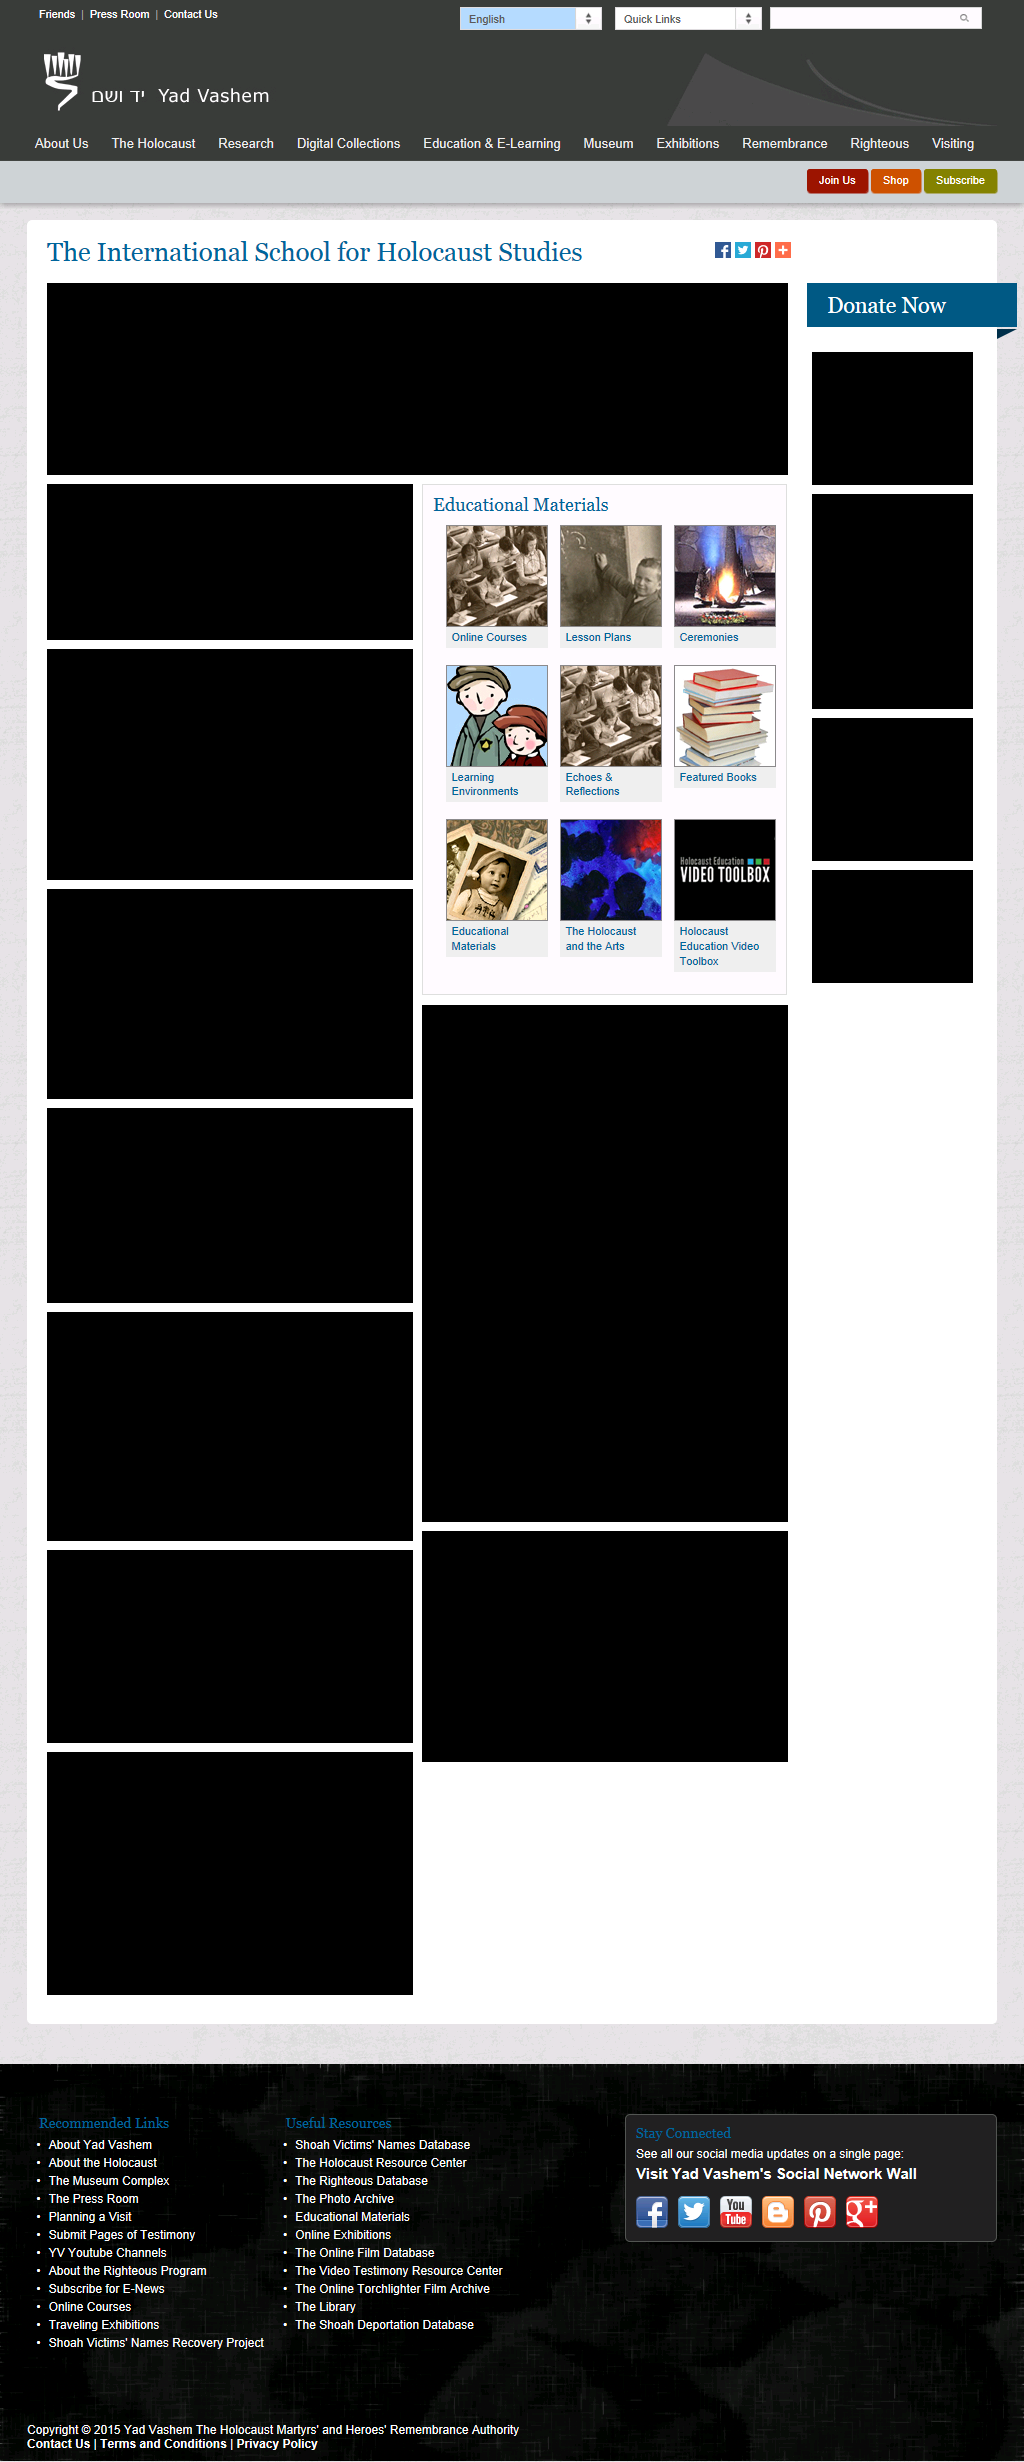 Friends | Press Room | Contact Us
English
Quick Links
יד ושם Yad Vashem
About Us The Holocaust Research Digital Collections Education & E-Learning Museum Exhibitions Remembrance Righteous Visiting
Join Us Shop Subscribe
The International School for Holocaust Studies
Donate Now
Educational Materials
Online Courses
Lesson Plans
Ceremonies
Learning
Environments
Echoes &
Reflections
Featured Books
Holocaust Education
VIDEO TOOLBOX
Educational
Materials
The Holocaust
and the Arts
Holocaust
Education Video
Toolbox
Recommended Links
• About Yad Vashem
• About the Holocaust
• The Museum Complex
• The Press Room
• Planning a Visit
• Submit Pages of Testimony
• YV Youtube Channels
• About the Righteous Program
• Subscribe for E-News
• Online Courses
• Traveling Exhibitions
• Shoah Victims' Names Recovery Project
Useful Resources
• Shoah Victims' Names Database
• The Holocaust Resource Center
• The Righteous Database
• The Photo Archive
• Educational Materials
• Online Exhibitions
• The Online Film Database
• The Video Testimony Resource Center
• The Online Torchlighter Film Archive
• The Library
• The Shoah Deportation Database
Stay Connected
See all our social media updates on a single page:
Visit Yad Vashem's Social Network Wall
You
Tube
Copyright © 2015 Yad Vashem The Holocaust Martyrs' and Heroes' Remembrance Authority
Contact Us | Terms and Conditions | Privacy Policy